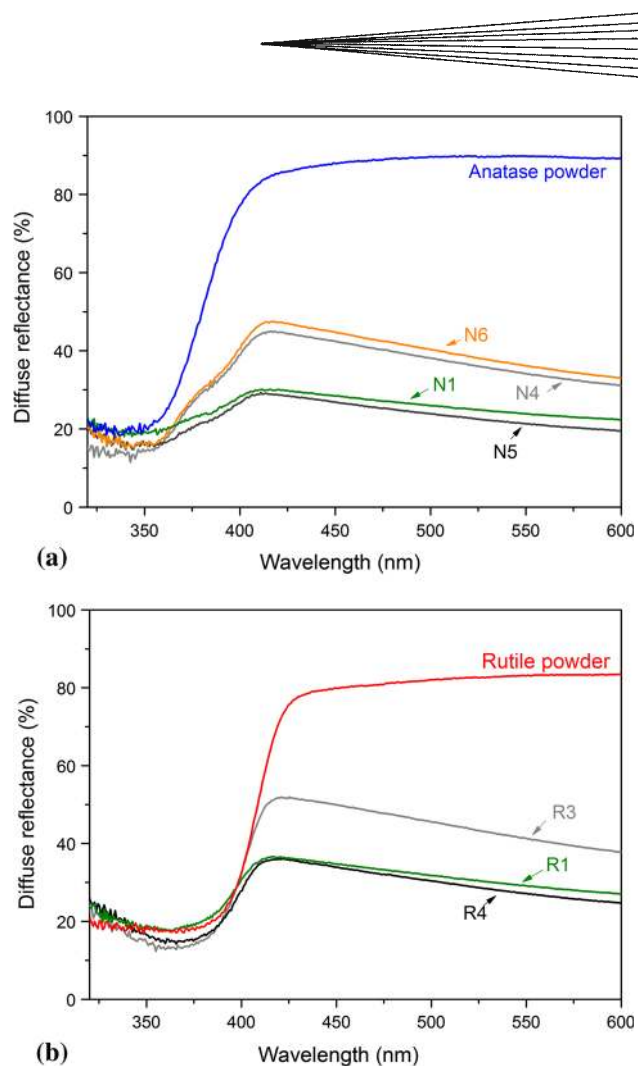 100
80
60
40
20
0
Diffuse reflectance (%)
Anatase powder
N6
N4
N1
N5
350 400 450 500 550 600
Wavelength (nm)
(a)
100
80
60
40
20
0
Diffuse reflectance (%)
Rutile powder
R3
R1
R4
350 400 450 500 550 600
Wavelength (nm)
(b)